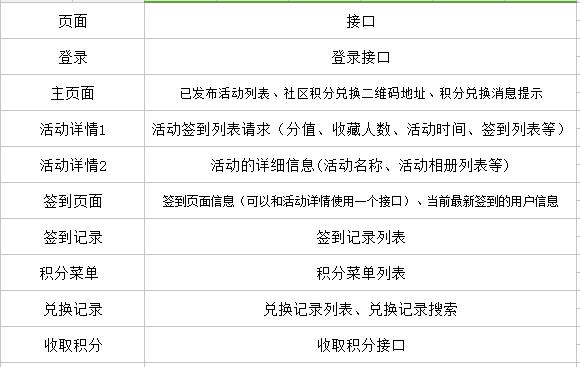 页面 接口
登录 登录接口
主页面 已发布活动列表、社区积分兑换二维码地址、积分兑换消息提示
活动详情1 活动签到列表请求（分值、收藏人数、活动时间、签到列表等）
活动详情2 活动的详细信息(活动名称、活动相册列表等)
签到页面 签到页面信息（可以和活动详情使用一个接口）、当前最新签到的用户信息
签到记录 签到记录列表
积分菜单 积分菜单列表
兑换记录 兑换记录列表、兑换记录搜索
收取积分 收取积分接口